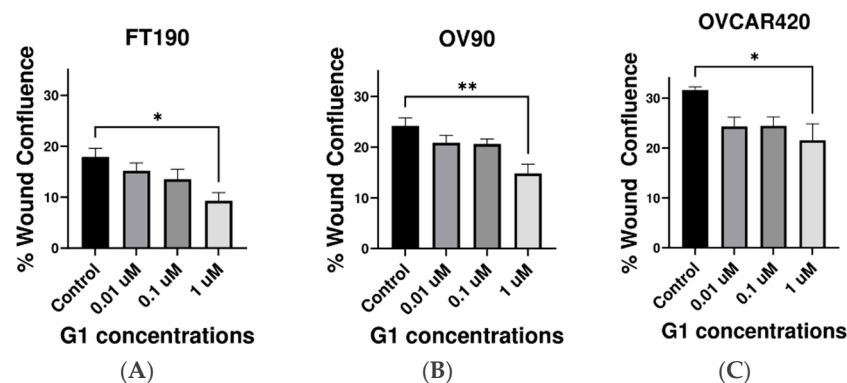 FT190
% Wound Confluence
30
20
10
0
*
Control
0.01 uM
0.1 uM
1 uM
G1 concentrations
(A)
OV90
% Wound Confluence
30
20
10
0
**
Control
0.01 uM
0.1 uM
1 uM
G1 concentrations
(B)
OVCAR420
% Wound Confluence
30
20
10
0
*
Control
0.01 uM
0.1 uM
1 uM
G1 concentrations
(C)